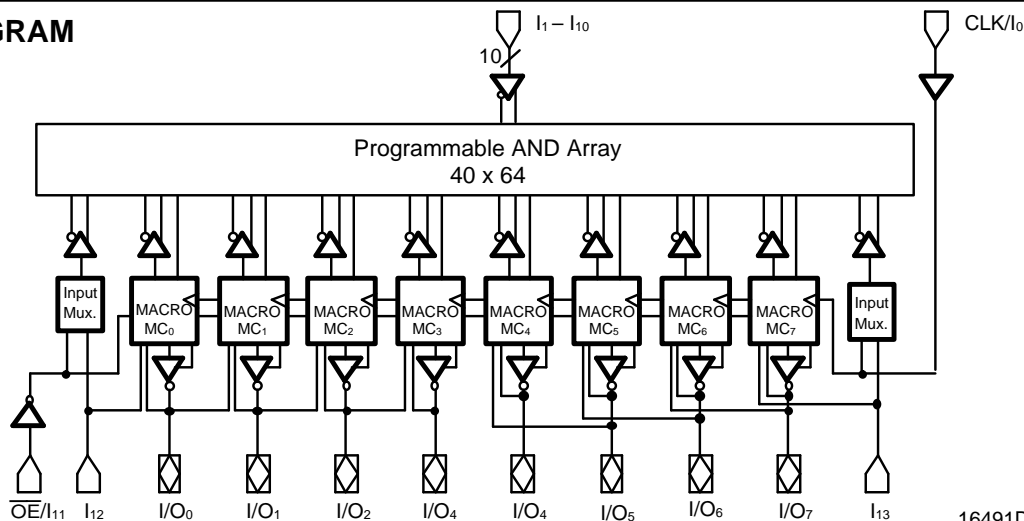 GRAM
I₁ – I₁₀
CLK/I₀
10
Programmable AND Array
40 x 64
Input
Mux.
MACRO
MC₀
MACRO
MC₁
MACRO
MC₂
MACRO
MC₃
MACRO
MC₄
MACRO
MC₅
MACRO
MC₆
MACRO
MC₇
Input
Mux.
O̅E̅/I₁₁
I₁₂
I/O₀
I/O₁
I/O₂
I/O₄
I/O₄
I/O₅
I/O₆
I/O₇
I₁₃
16491D